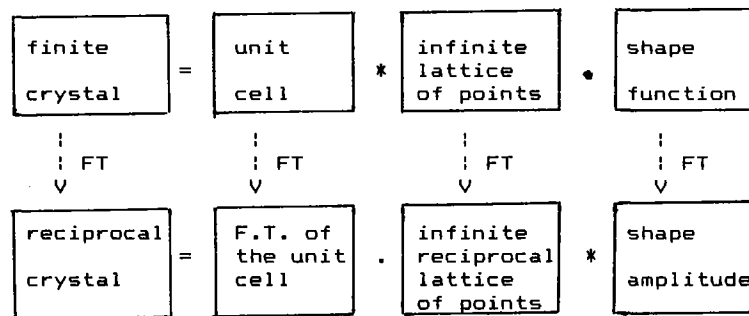 finite unit infinite shape
lattice
crystal = cell * of points • function
FT FT FT FT
reciprocal F.T. of infinite shape
= the unit . reciprocal *
crystal cell lattice amplitude
of points